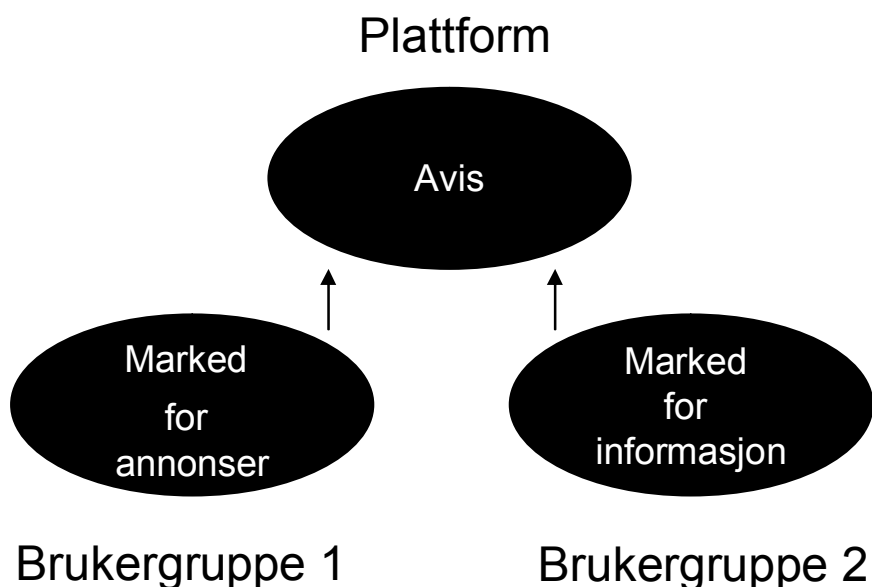 Plattform
Avis
Marked
for
annonser
Marked
for
informasjon
Brukergruppe 1
Brukergruppe 2